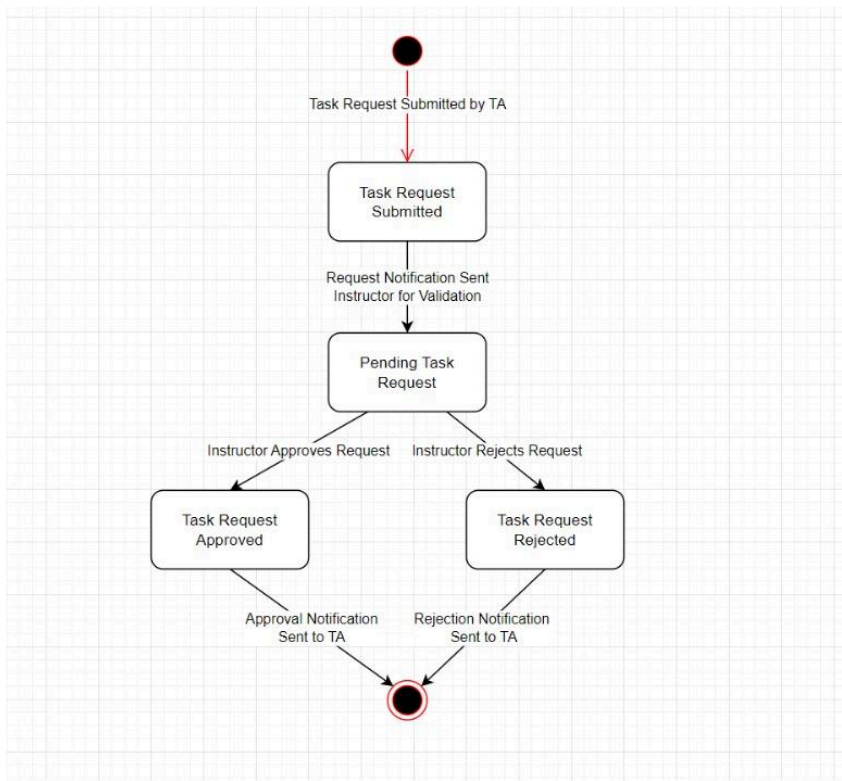 Task Request Submitted by TA
Task Request
Submitted
Request Notification Sent
Instructor for Validation
Pending Task
Request
Instructor Approves Request
Instructor Rejects Request
Task Request
Approved
Task Request
Rejected
Approval Notification
Sent to TA
Rejection Notification
Sent to TA